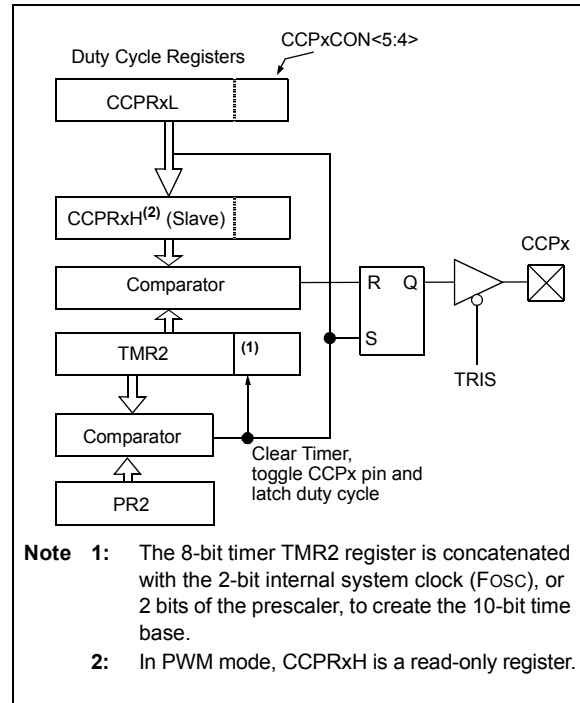 CCPxCON<5:4>
Duty Cycle Registers
CCPRxL
CCPRxH(2) (Slave)
CCPx
Comparator
R Q
TMR2 (1)
S
TRIS
Comparator
Clear Timer,
toggle CCPx pin and
latch duty cycle
PR2
Note 1: The 8-bit timer TMR2 register is concatenated
with the 2-bit internal system clock (FOSC), or
2 bits of the prescaler, to create the 10-bit time
base.
2: In PWM mode, CCPRxH is a read-only register.